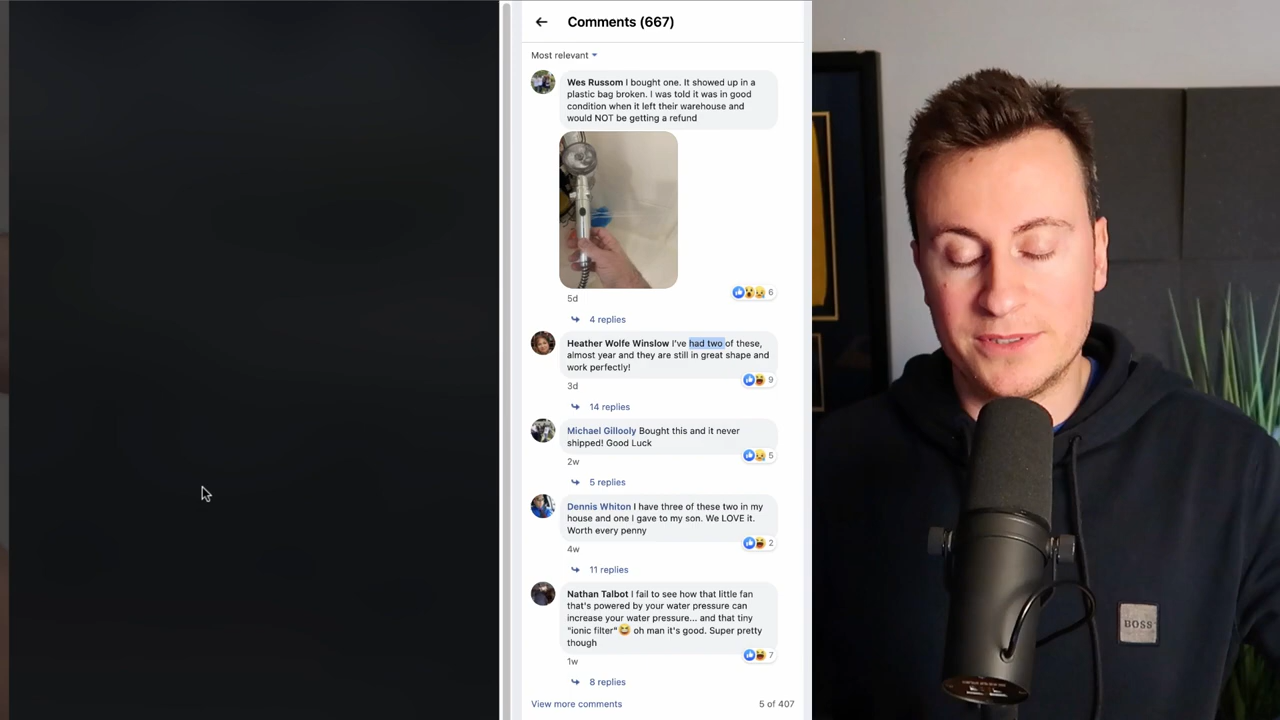 Comments (667)
Most relevant
Wes Russom I bought one. It showed up in a
plastic bag broken. I was told it was in good
condition when it left their warehouse and
would NOT be getting a refund
6
5d
4 replies
Heather Wolfe Winslow I've had two of these,
almost year and they are still in great shape and
work perfectly!
9
3d
14 replies
Michael Gillooly Bought this and it never
shipped! Good Luck
5
2w
5 replies
Dennis Whiton I have three of these two in my
house and one I gave to my son. We LOVE it.
Worth every penny
2
4w
11 replies
Nathan Talbot I fail to see how that little fan
that's powered by your water pressure can
increase your water pressure... and that tiny
"ionic filter"😅 oh man it's good. Super pretty
though
7
1w
8 replies
View more comments 5 of 407
BOSS